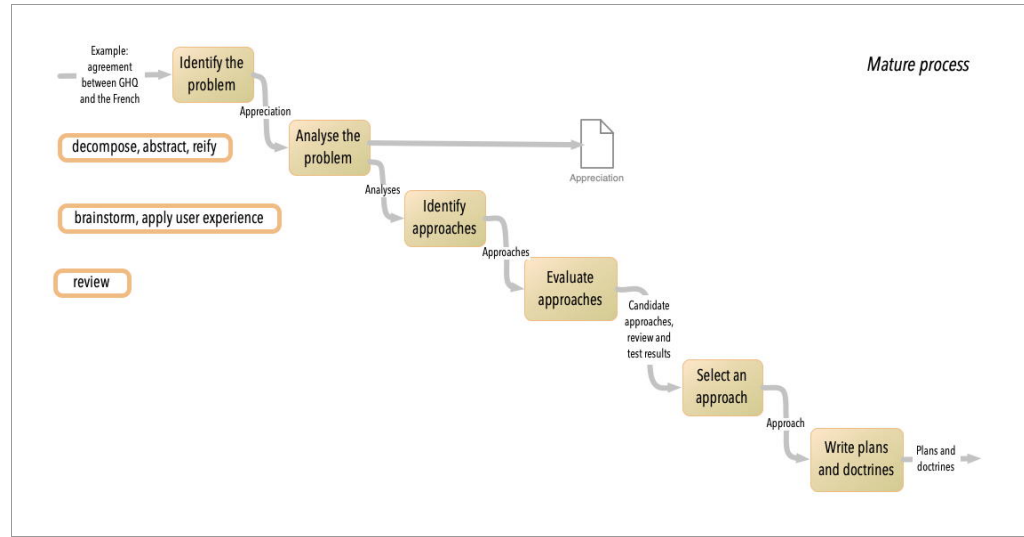 Example:
agreement
between GHQ
and the French
Identify the
problem
Mature process
Appreciation
Analyse the
problem
decompose, abstract, reify
Appreciation
Analyses
Identify
approaches
brainstorm, apply user experience
Approaches
Evaluate
approaches
review
Candidate
approaches,
review and
test results
Select an
approach
Approach
Write plans
and doctrines
Plans and
doctrines